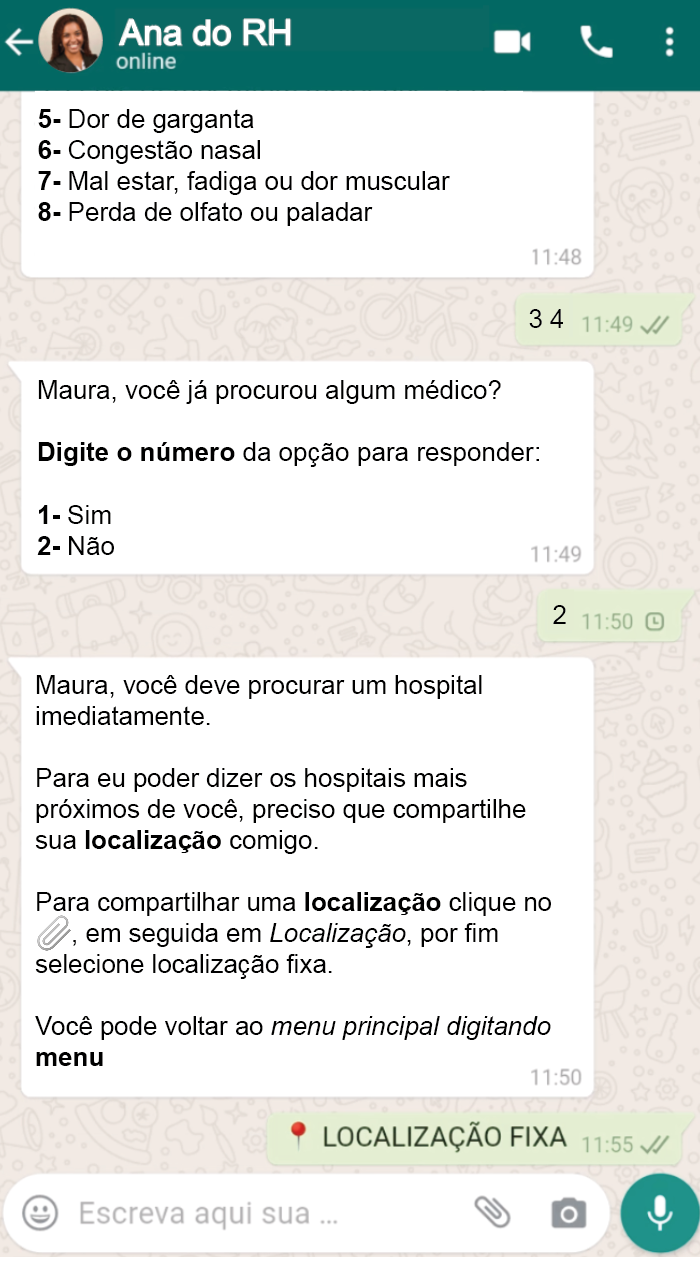 Ana do RH
online
5- Dor de garganta
6- Congestão nasal
7- Mal estar, fadiga ou dor muscular
8- Perda de olfato ou paladar
11:48
3 4 11:49
Maura, você já procurou algum médico?
Digite o número da opção para responder:
1- Sim
2- Não
11:49
2 11:50
Maura, você deve procurar um hospital
imediatamente.
Para eu poder dizer os hospitais mais
próximos de você, preciso que compartilhe
sua localização comigo.
Para compartilhar uma localização clique no
, em seguida em Localização, por fim
selecione localização fixa.
Você pode voltar ao menu principal digitando
menu
11:50
LOCALIZAÇÃO FIXA 11:55
Escreva aqui sua ...